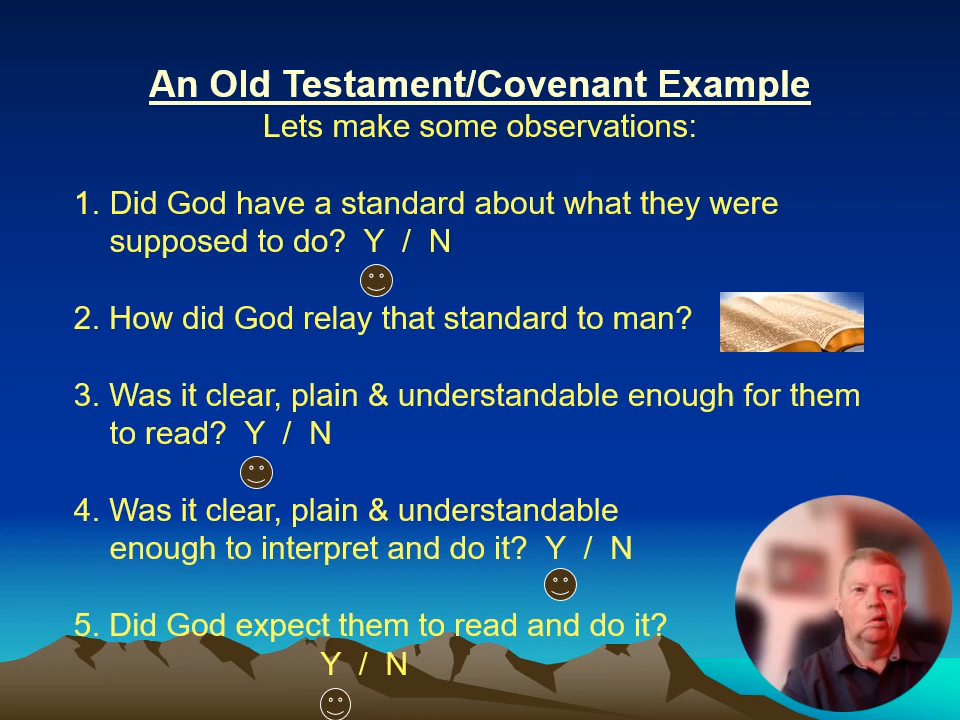 An Old Testament/Covenant Example
Lets make some observations:
1. Did God have a standard about what they were
supposed to do? Y / N
2. How did God relay that standard to man?
3. Was it clear, plain & understandable enough for them
to read? Y / N
4. Was it clear, plain & understandable
enough to interpret and do it? Y / N
5. Did God expect them to read and do it?
Y / N